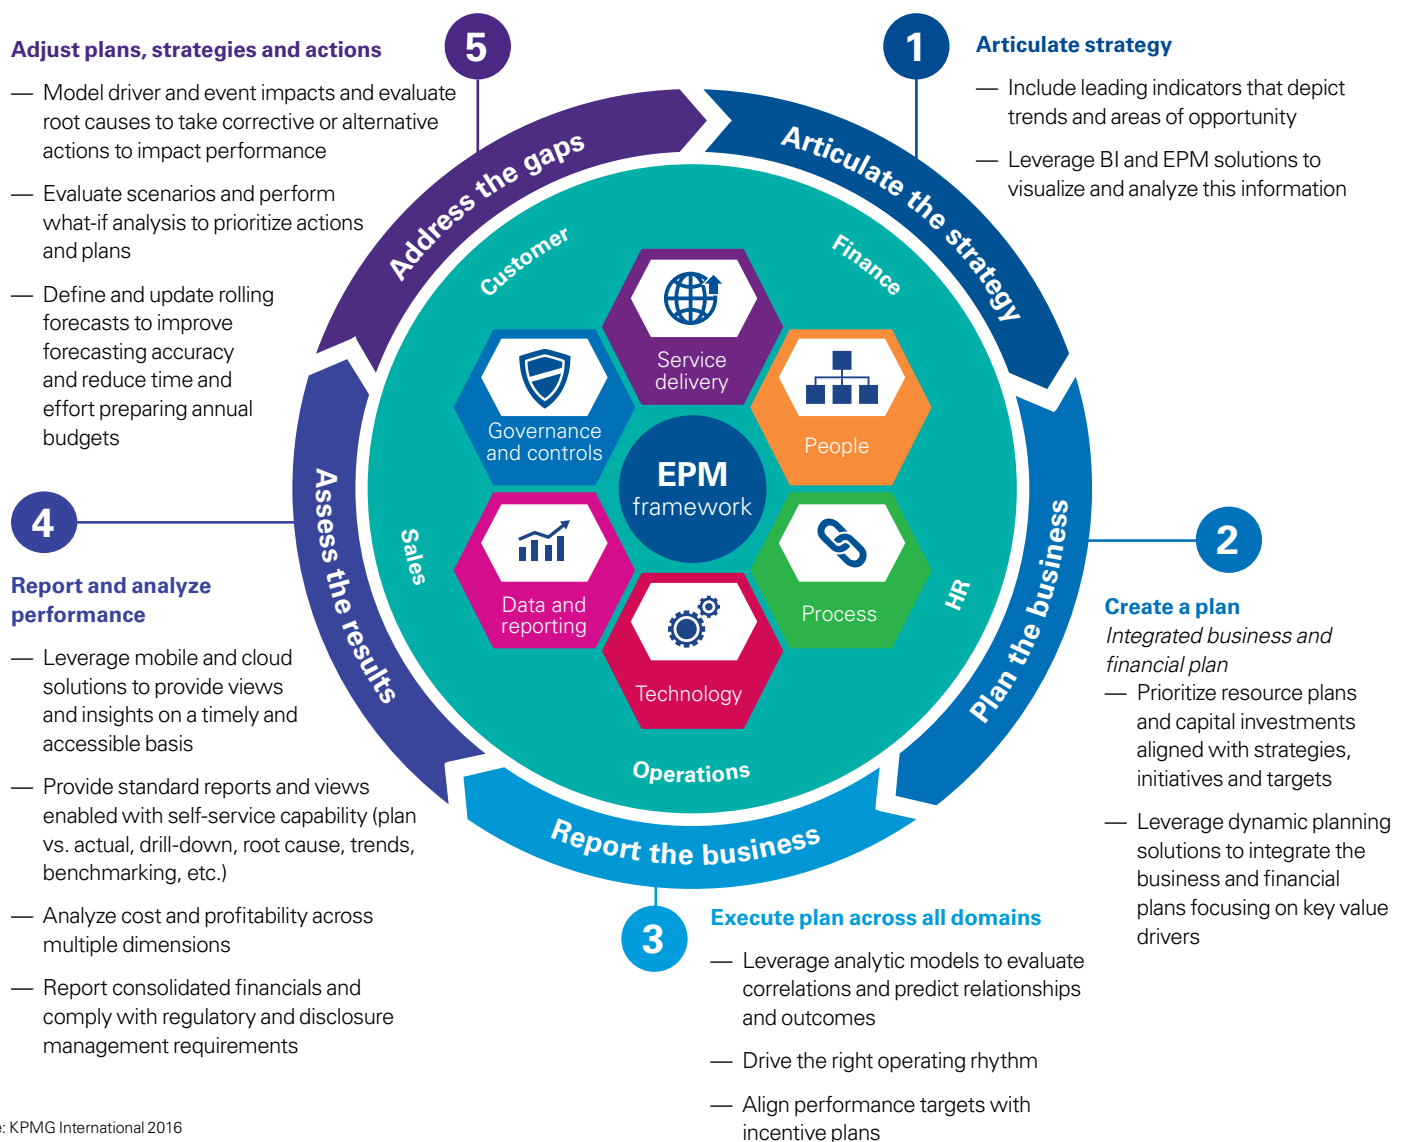 5
Adjust plans, strategies and actions
— Model driver and event impacts and evaluate
root causes to take corrective or alternative
actions to impact performance
— Evaluate scenarios and perform
what-if analysis to prioritize actions
and plans
— Define and update rolling
forecasts to improve
forecasting accuracy
and reduce time and
effort preparing annual
budgets
1
Articulate strategy
— Include leading indicators that depict
trends and areas of opportunity
— Leverage BI and EPM solutions to
visualize and analyze this information
Address the gaps
Articulate the strategy
Plan the business
Report the business
Assess the results
Customer
Finance
HR
Operations
Sales
Service
delivery
People
Process
Technology
Data and
reporting
Governance
and controls
EPM
framework
4
Report and analyze
performance
— Leverage mobile and cloud
solutions to provide views
and insights on a timely and
accessible basis
— Provide standard reports and views
enabled with self-service capability (plan
vs. actual, drill-down, root cause, trends,
benchmarking, etc.)
— Analyze cost and profitability across
multiple dimensions
— Report consolidated financials and
comply with regulatory and disclosure
management requirements
2
Create a plan
Integrated business and
financial plan
— Prioritize resource plans
and capital investments
aligned with strategies,
initiatives and targets
— Leverage dynamic planning
solutions to integrate the
business and financial
plans focusing on key value
drivers
3
Execute plan across all domains
— Leverage analytic models to evaluate
correlations and predict relationships
and outcomes
— Drive the right operating rhythm
— Align performance targets with
incentive plans
: KPMG International 2016